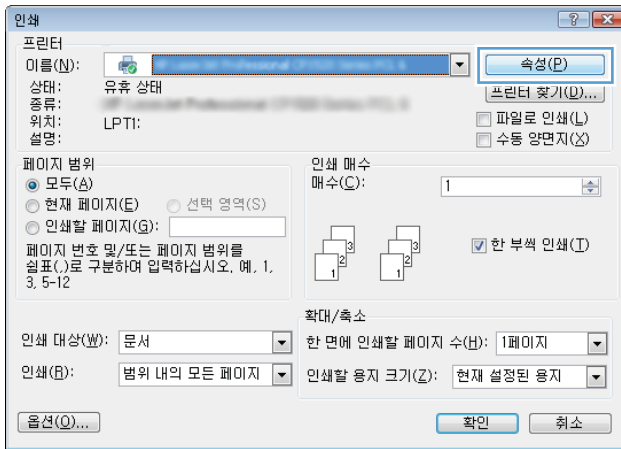 인쇄
프린터
이름(N):
속성(P)
상태: 유휴 상태
프린터 찾기(D)...
종류:
위치: LPT1:
파일로 인쇄(L)
설명:
수동 양면지(X)
페이지 범위
모두(A)
현재 페이지(E) 선택 영역(S)
인쇄할 페이지(G):
페이지 번호 및/또는 페이지 범위를
쉼표(,)로 구분하여 입력하십시오. 예, 1,
3, 5-12
인쇄 매수
매수(C): 1
1 2 3 1 2 3
한 부씩 인쇄(T)
인쇄 대상(W): 문서
인쇄(R): 범위 내의 모든 페이지
확대/축소
한 면에 인쇄할 페이지 수(H): 1페이지
인쇄할 용지 크기(Z): 현재 설정된 용지
옵션(O)...
확인
취소